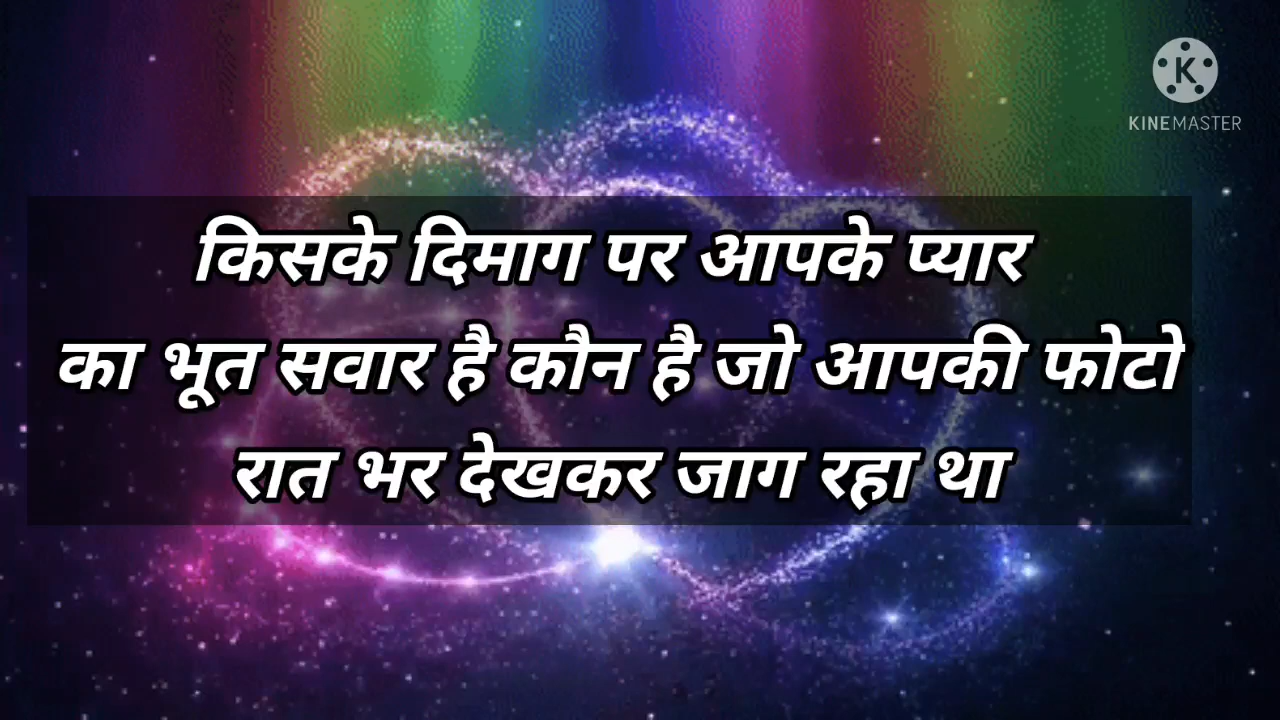 K
KINEMASTER
किसके दिमाग पर आपके प्यार
का भूत सवार है कौन है जो आपकी फोटो
रात भर देखकर जाग रहा था